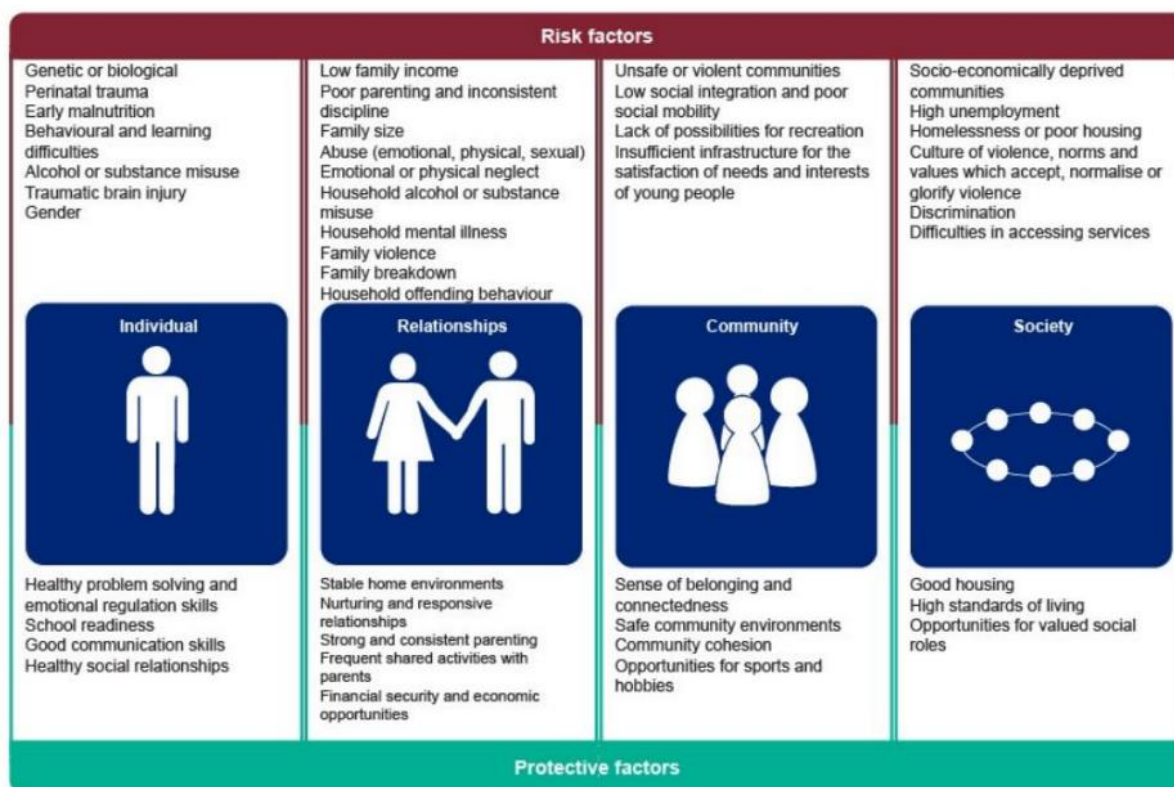 Risk factors
Genetic or biological
Perinatal trauma
Early malnutrition
Behavioural and learning
difficulties
Alcohol or substance misuse
Traumatic brain injury
Gender
Low family income
Poor parenting and inconsistent
discipline
Family size
Abuse (emotional, physical, sexual)
Emotional or physical neglect
Household alcohol or substance
misuse
Household mental illness
Family violence
Family breakdown
Household offending behaviour
Unsafe or violent communities
Low social integration and poor
social mobility
Lack of possibilities for recreation
Insufficient infrastructure for the
satisfaction of needs and interests
of young people
Socio-economically deprived
communities
High unemployment
Homelessness or poor housing
Culture of violence, norms and
values which accept, normalise or
glorify violence
Discrimination
Difficulties in accessing services
Individual
Relationships
Community
Society
Healthy problem solving and
emotional regulation skills
School readiness
Good communication skills
Healthy social relationships
Stable home environments
Nurturing and responsive
relationships
Strong and consistent parenting
Frequent shared activities with
parents
Financial security and economic
opportunities
Sense of belonging and
connectedness
Safe community environments
Community cohesion
Opportunities for sports and
hobbies
Good housing
High standards of living
Opportunities for valued social
roles
Protective factors